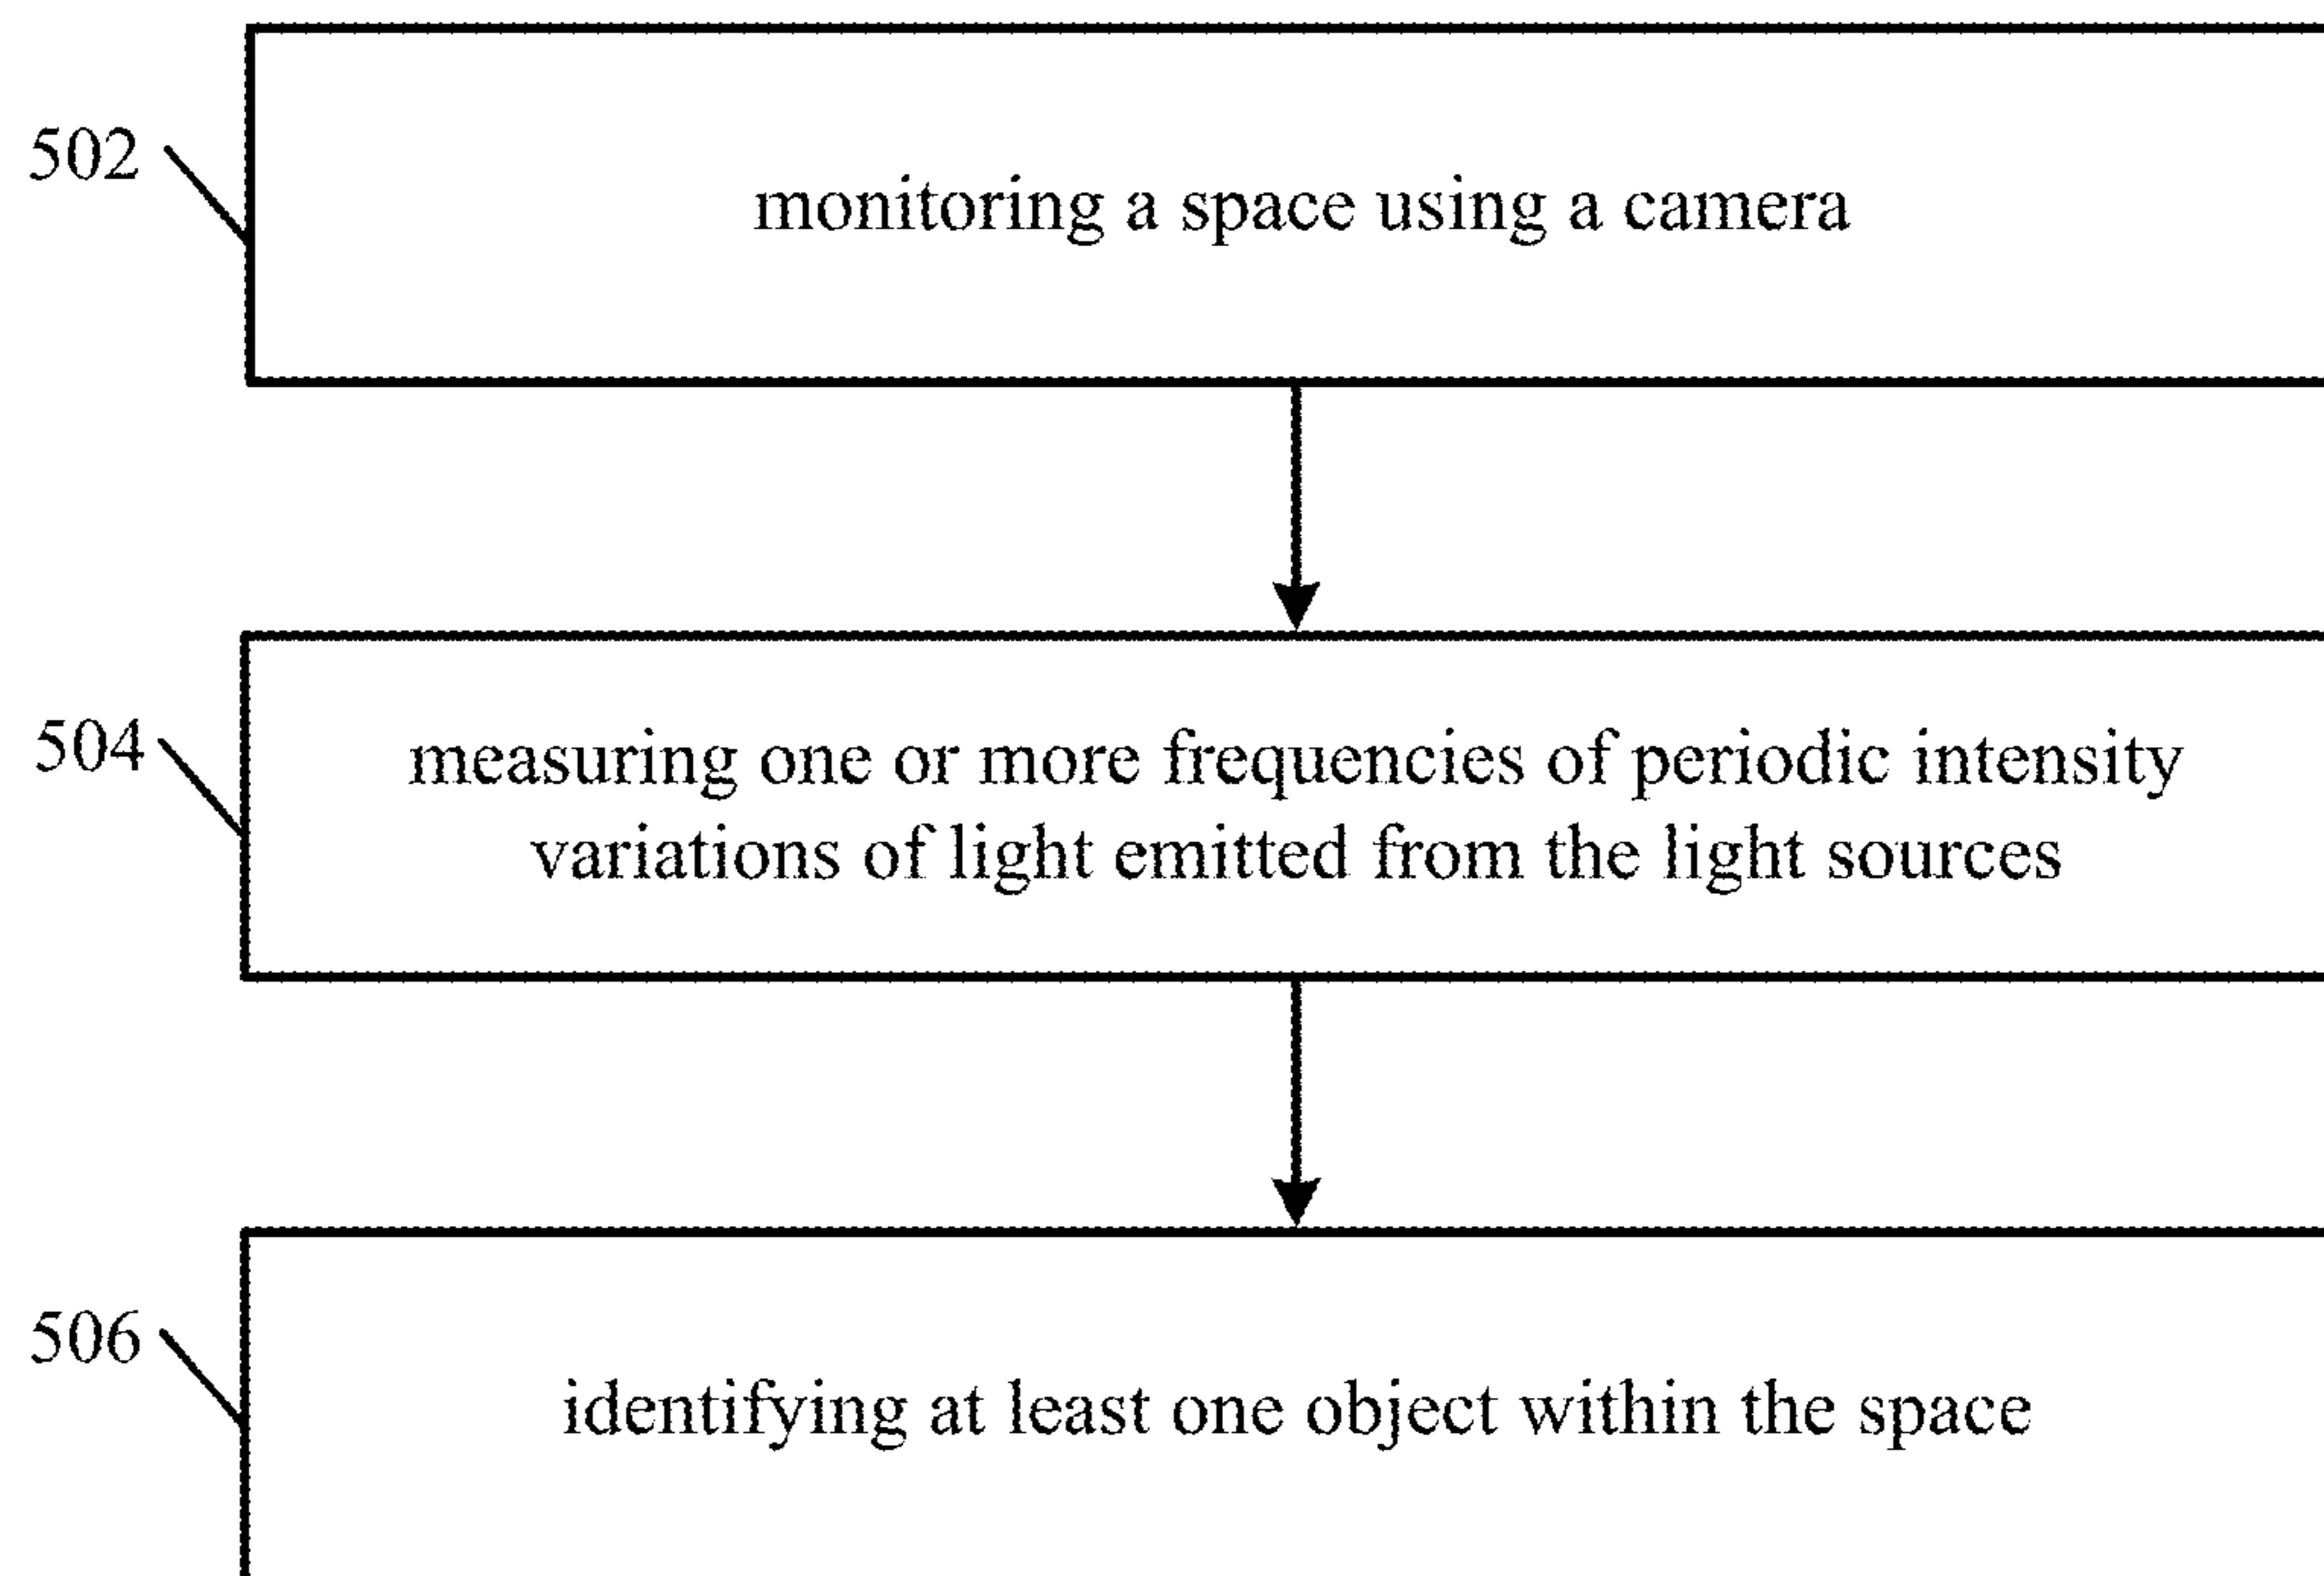 502
monitoring a space using a camera
504
measuring one or more frequencies of periodic intensity
variations of light emitted from the light sources
506
identifying at least one object within the space